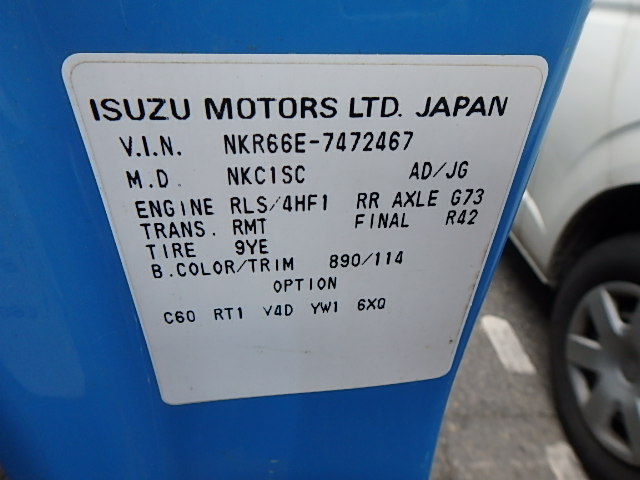 ISUZU MOTORS LTD. JAPAN
V.I.N. NKR66E-7472467
M.D. NKC1SC AD/JG
ENGINE RLS/4HF1 RR AXLE G73
TRANS. RMT FINAL R42
TIRE 9YE
B.COLOR/TRIM 890/114
OPTION
C60 RT1 V4D YW1 6XQ